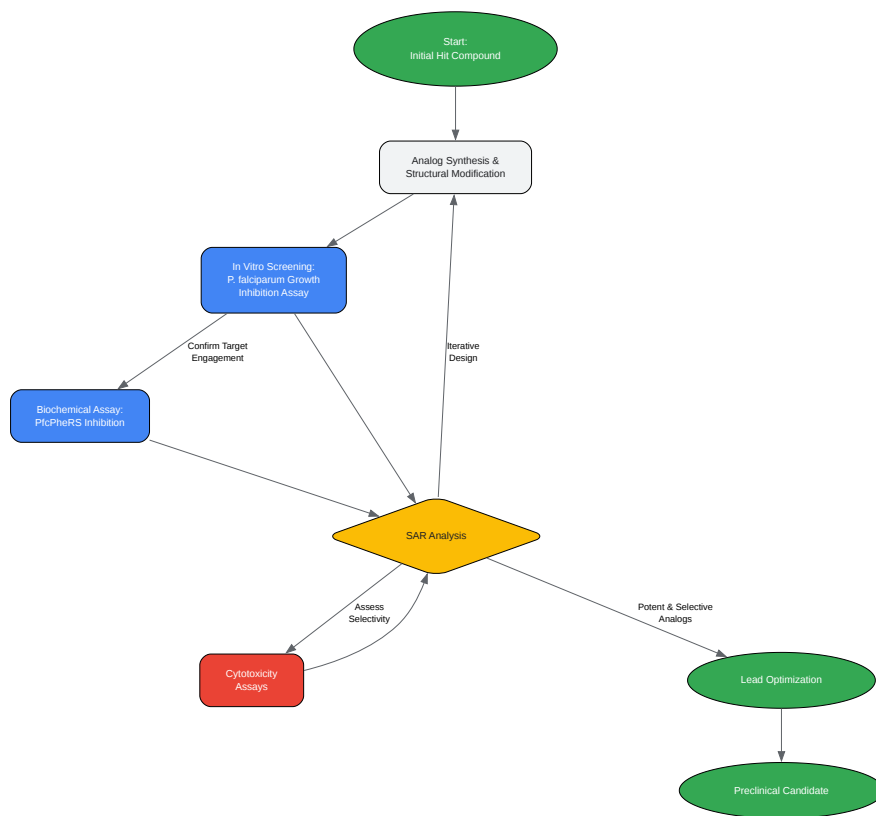 Start:
Initial Hit Compound
Analog Synthesis &
Structural Modification
In Vitro Screening:
P. falciparum Growth
Inhibition Assay
Confirm Target
Engagement
Iterative
Design
Biochemical Assay:
PfcPheRS Inhibition
SAR Analysis
Assess
Selectivity
Potent & Selective
Analogs
Cytotoxicity
Assays
Lead Optimization
Preclinical Candidate